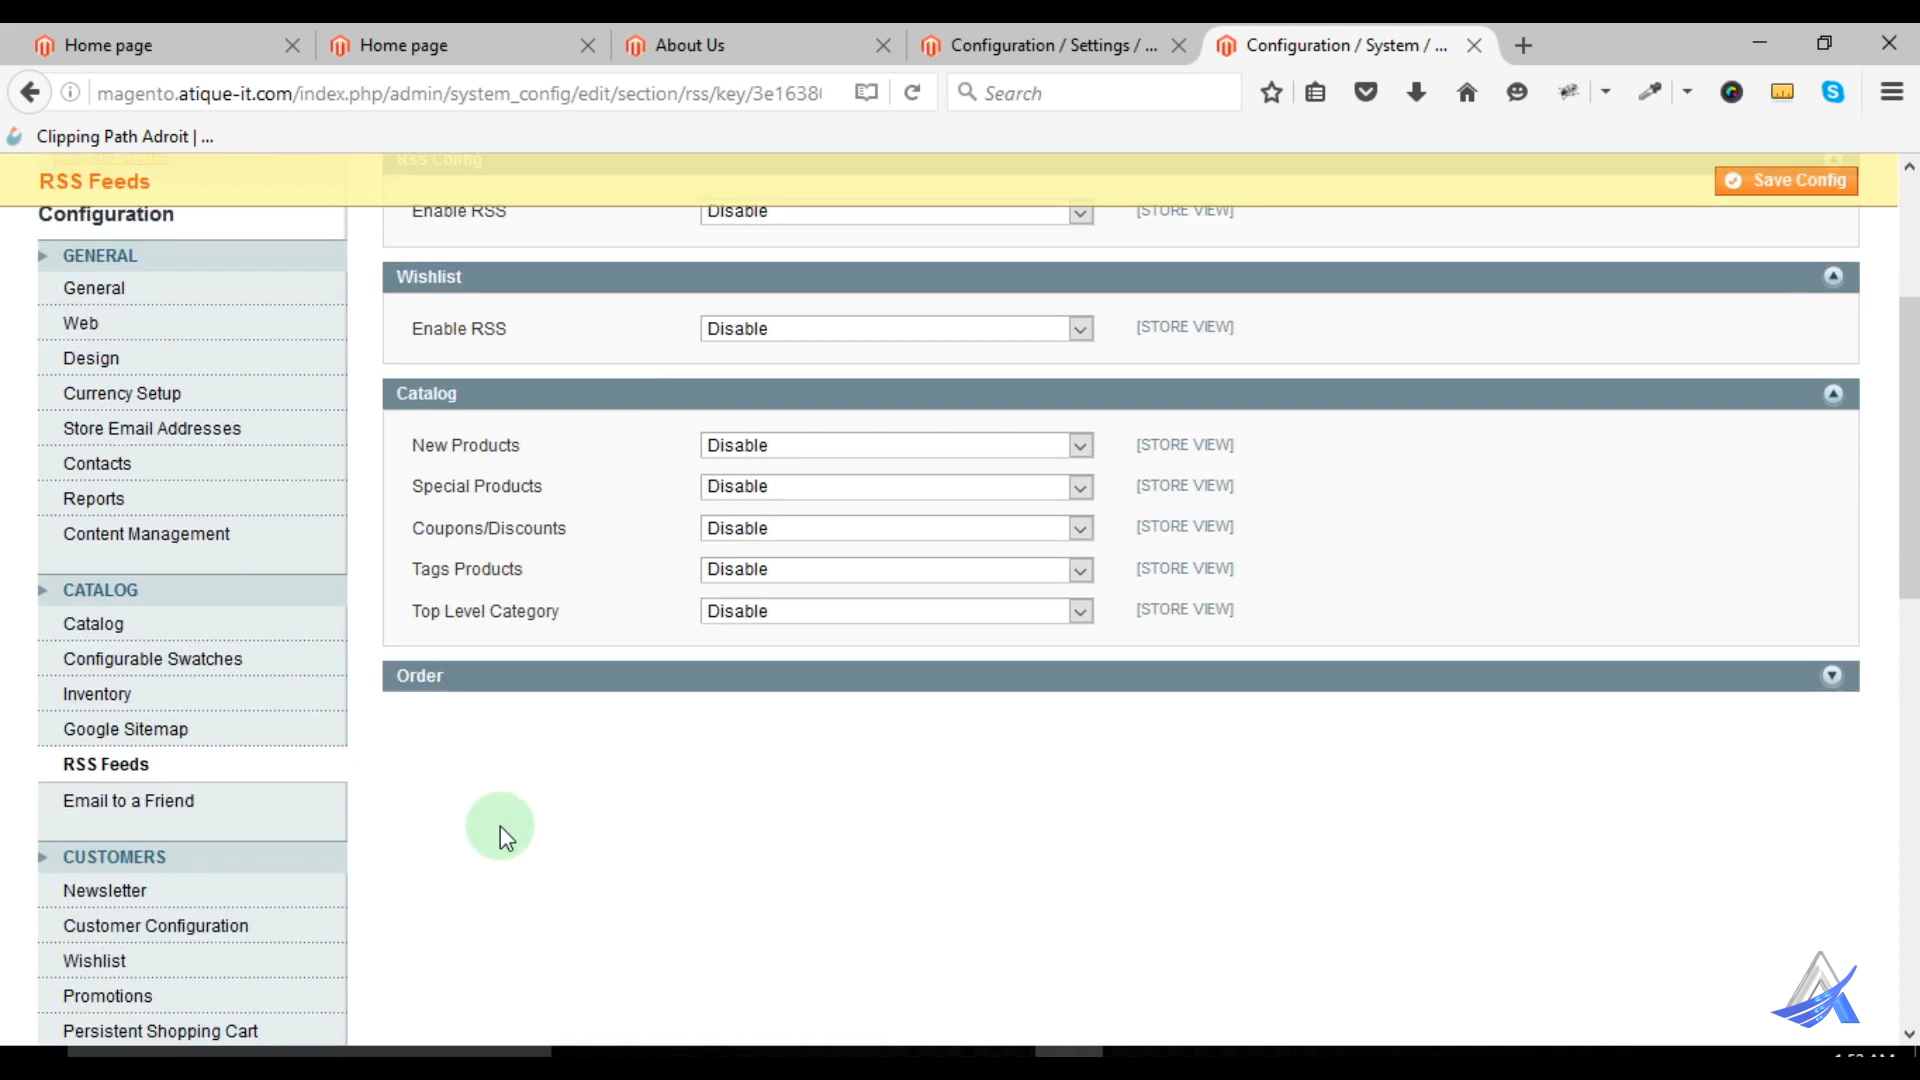 Home page
Home page
About Us
Configuration / Settings / ...
Configuration / System / ...
magento.atique-it.com/index.php/admin/system_config/edit/section/rss/key/3e1638
Search
Clipping Path Adroit | ...
RSS Feeds
Rss Config
Save Config
Configuration
Enable RSS Disable [STORE VIEW]
GENERAL
General
Web
Design
Currency Setup
Store Email Addresses
Contacts
Reports
Content Management
CATALOG
Catalog
Configurable Swatches
Inventory
Google Sitemap
RSS Feeds
Email to a Friend
CUSTOMERS
Newsletter
Customer Configuration
Wishlist
Promotions
Persistent Shopping Cart
Wishlist
Enable RSS Disable [STORE VIEW]
Catalog
New Products Disable [STORE VIEW]
Special Products Disable [STORE VIEW]
Coupons/Discounts Disable [STORE VIEW]
Tags Products Disable [STORE VIEW]
Top Level Category Disable [STORE VIEW]
Order